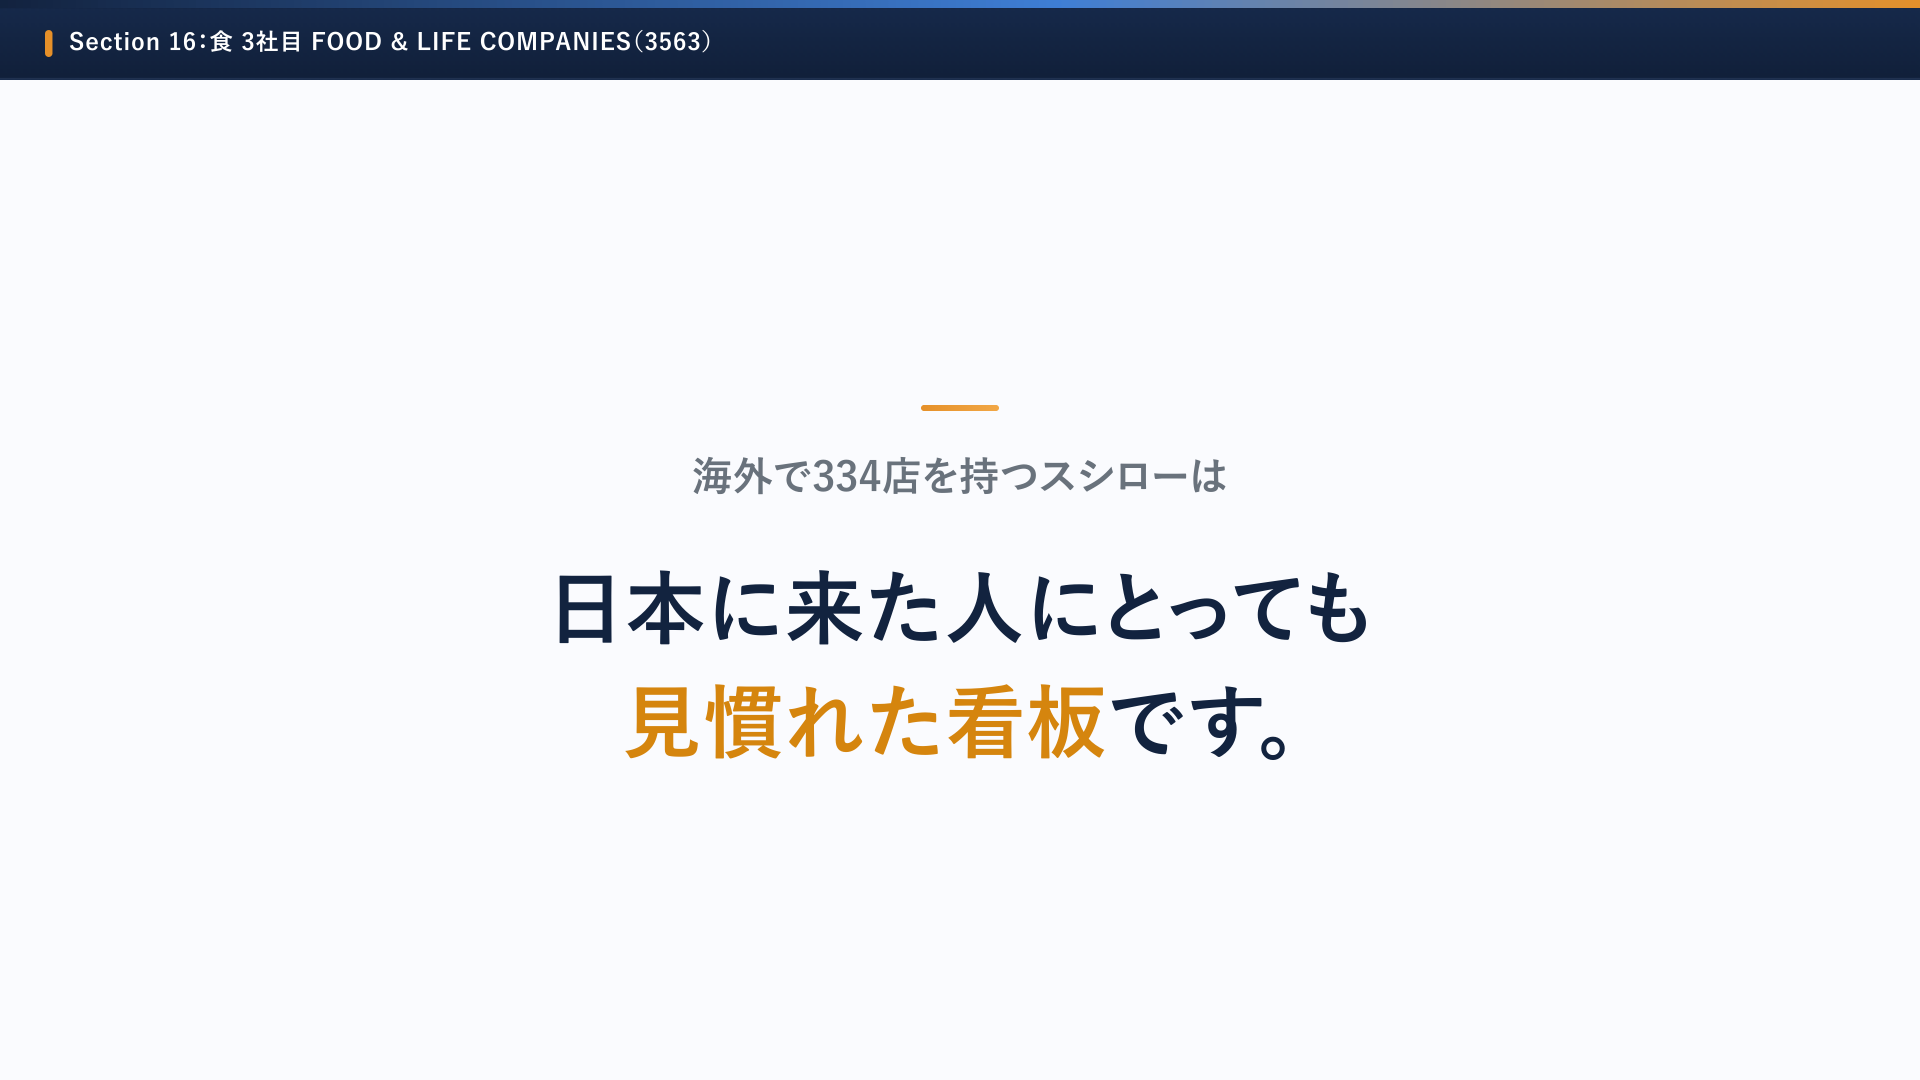 Section 16：食 3社目 FOOD & LIFE COMPANIES（3563）
海外で334店を持つスシローは
日本に来た人にとっても
見慣れた看板です。